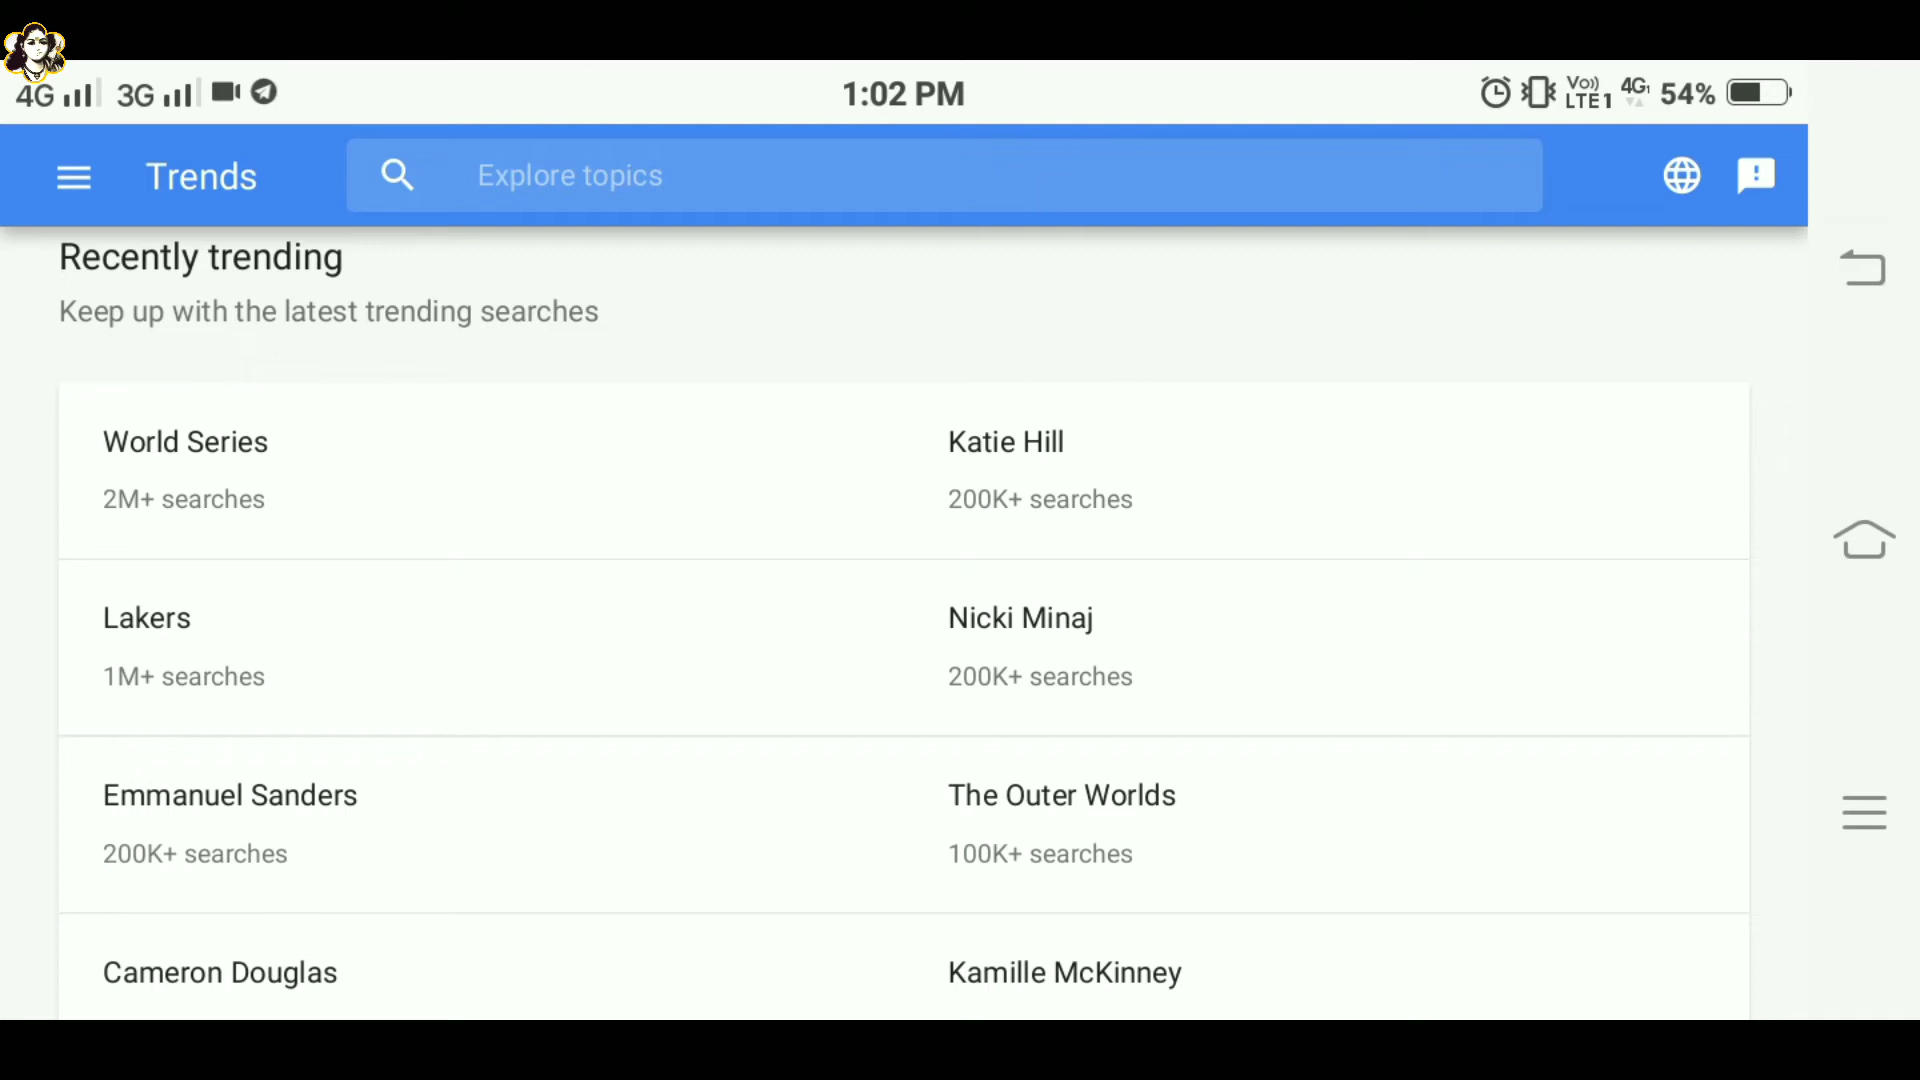 4G 3G 1:02 PM Vo)) LTE1 4G 54%
Trends Explore topics
Recently trending
Keep up with the latest trending searches
World Series Katie Hill
2M+ searches 200K+ searches
Lakers Nicki Minaj
1M+ searches 200K+ searches
Emmanuel Sanders The Outer Worlds
200K+ searches 100K+ searches
Cameron Douglas Kamille McKinney